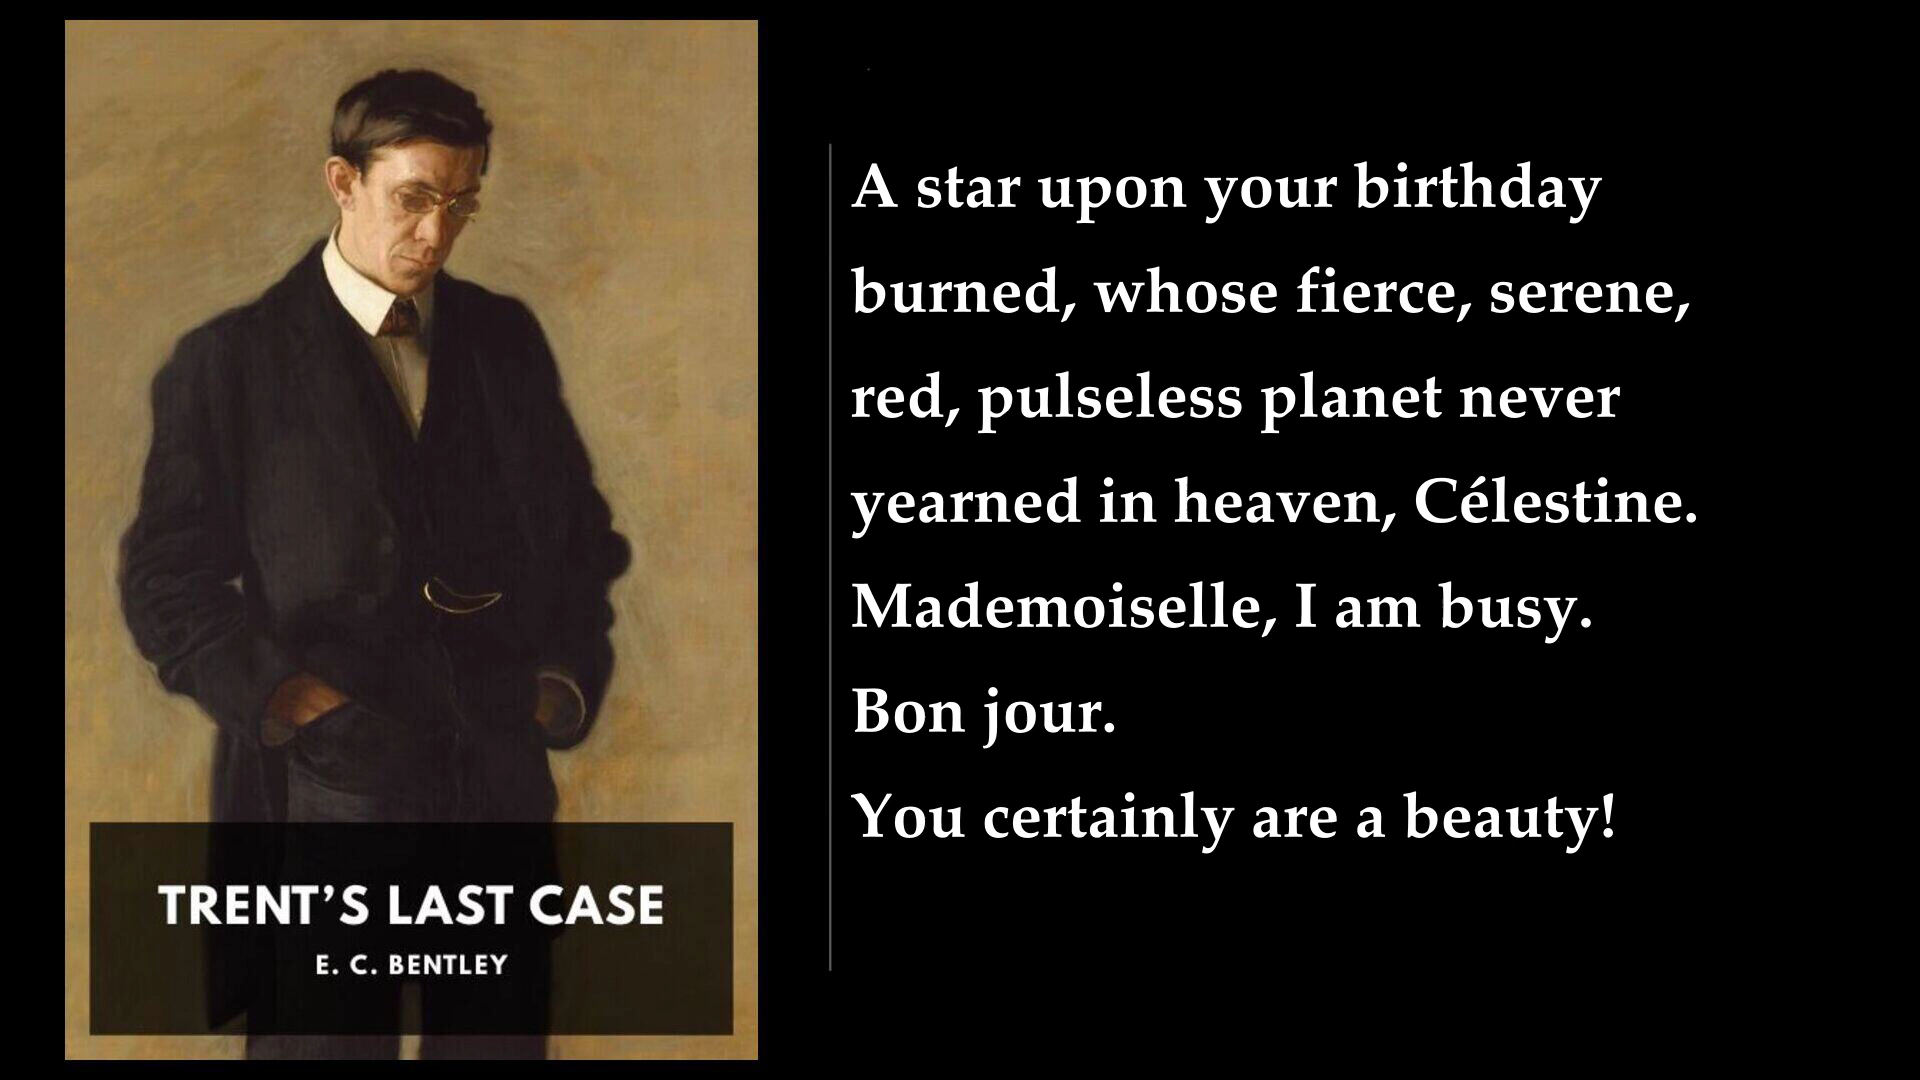 TRENT’S LAST CASE
E. C. BENTLEY
A star upon your birthday
burned, whose fierce, serene,
red, pulseless planet never
yearned in heaven, Célestine.
Mademoiselle, I am busy.
Bon jour.
You certainly are a beauty!